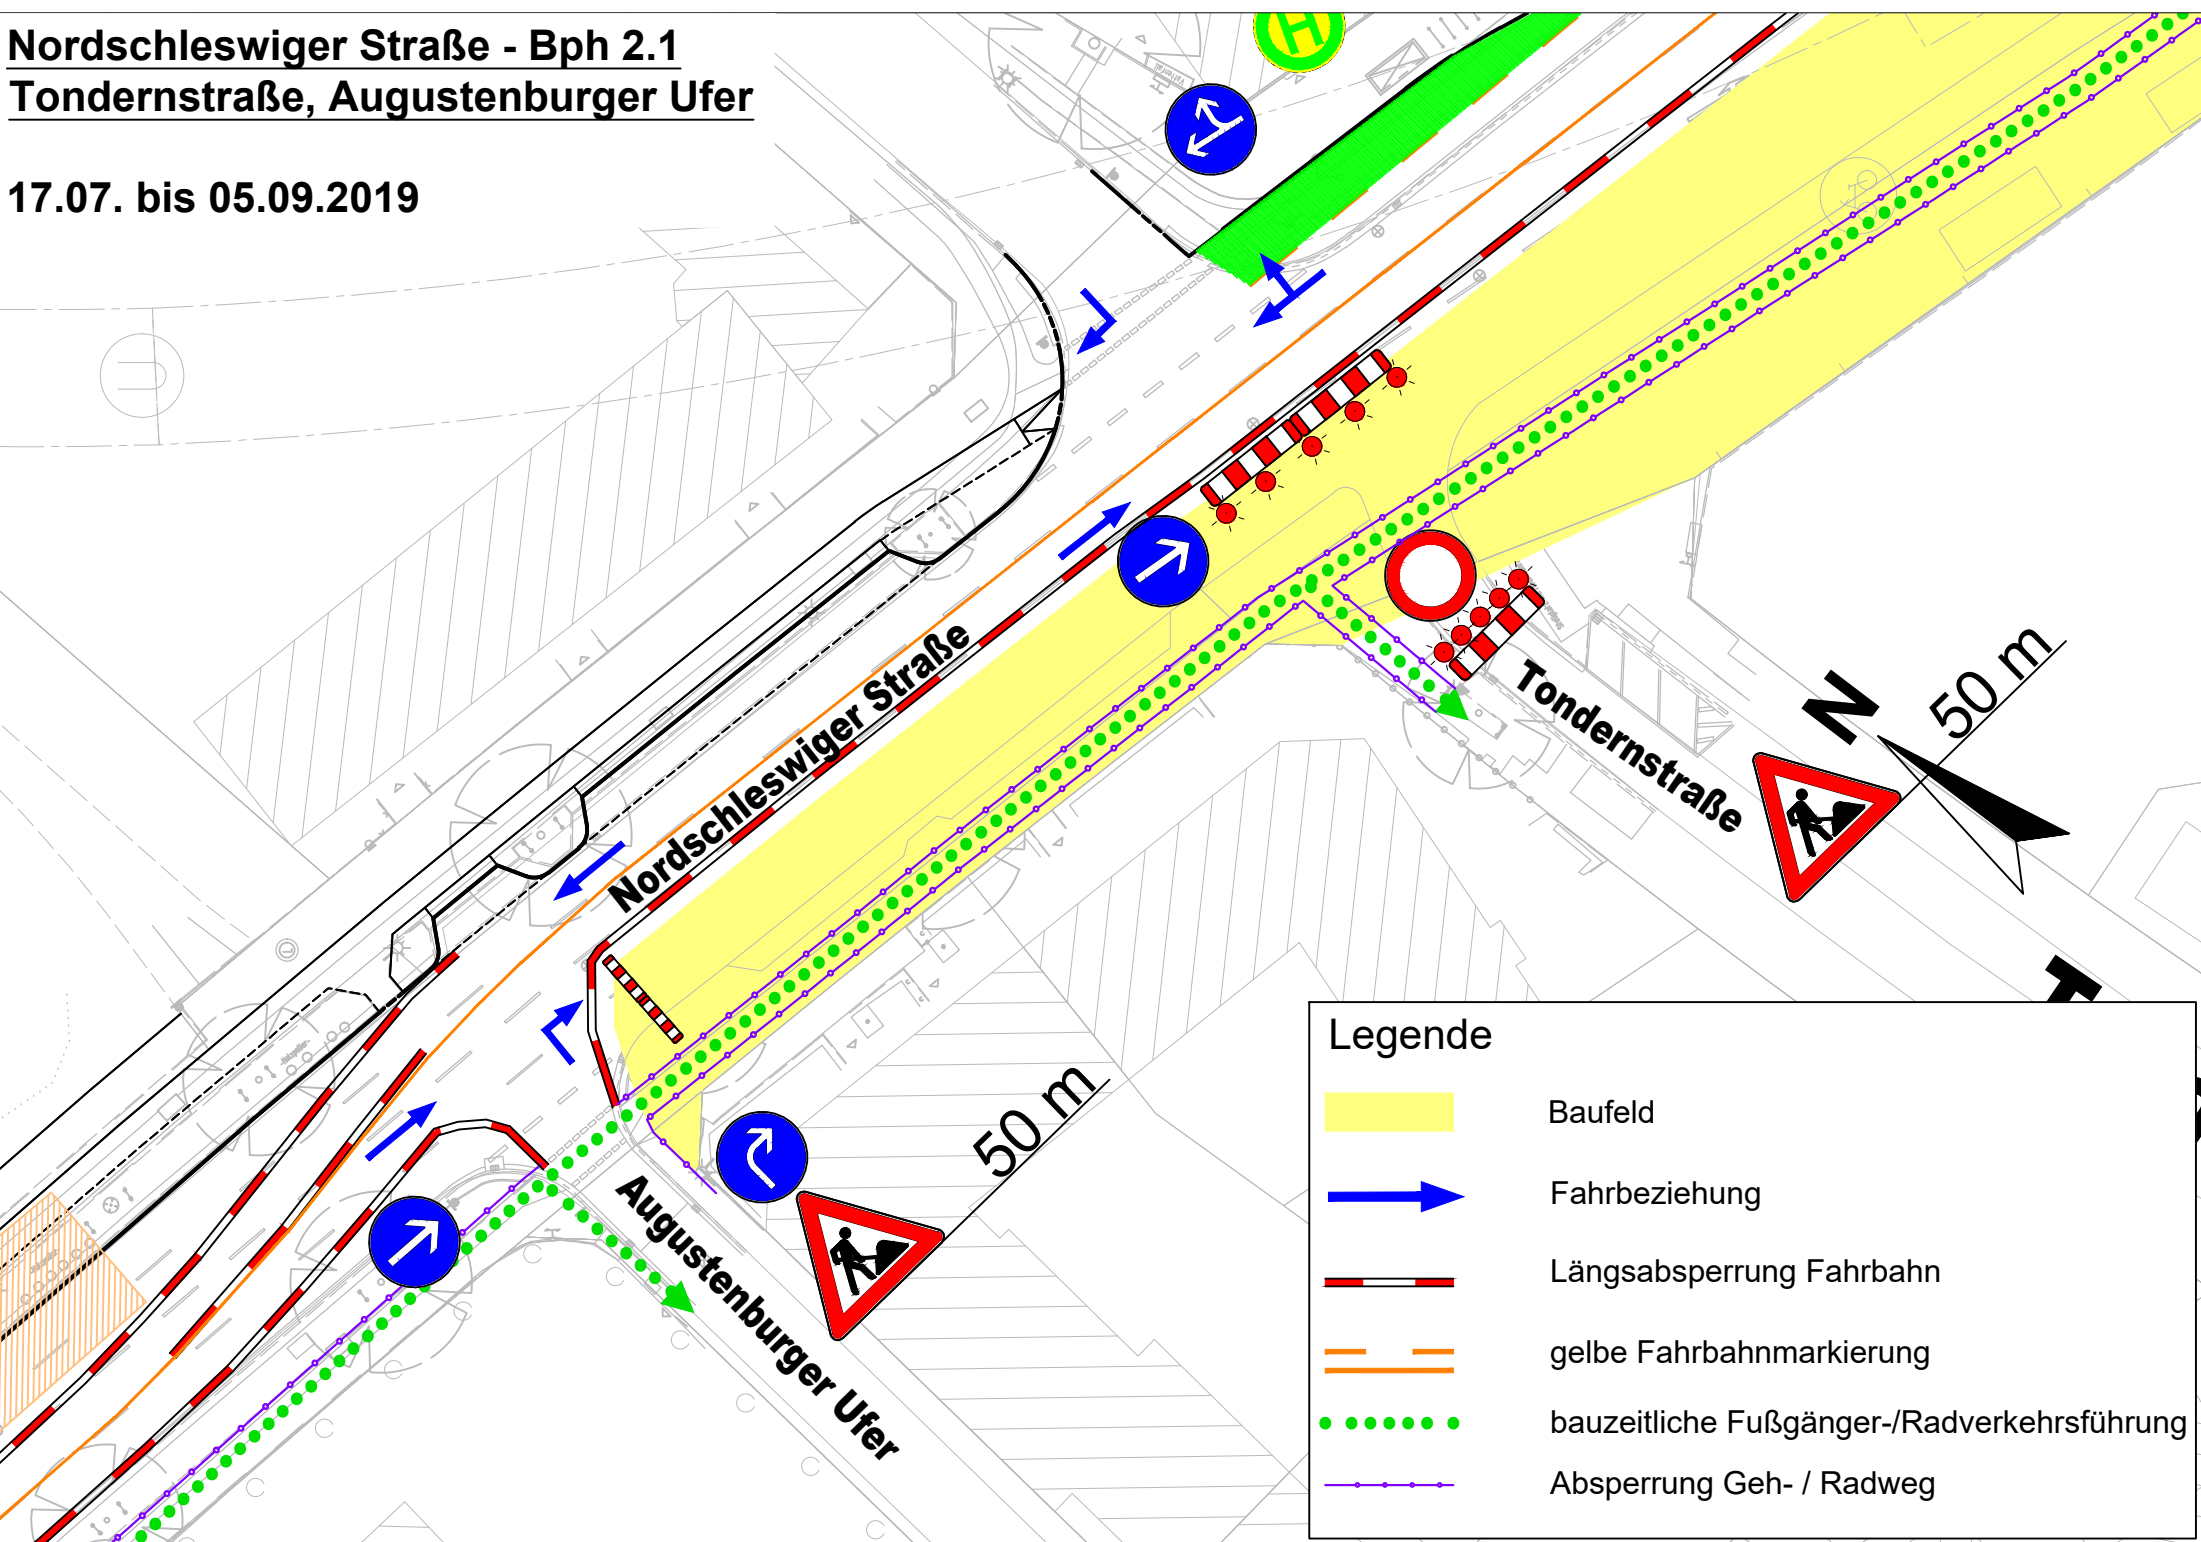 Nordschleswiger Straße - Bph 2.1
Tondernstraße, Augustenburger Ufer
17.07. bis 05.09.2019
H
Nordschleswiger Straße
Tondernstraße
N
50 m
50 m
Augustenburger Ufer
Legende
Baufeld
Fahrbeziehung
Längsabsperrung Fahrbahn
gelbe Fahrbahnmarkierung
bauzeitliche Fußgänger-/Radverkehrsführung
Absperrung Geh- / Radweg